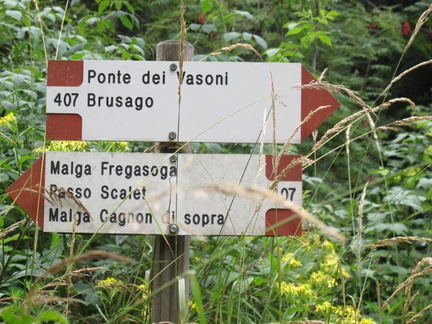 Ponte dei Vasoni
407 Brusago
Malga Fregasoga
Passo Scalet
407
Malga Cagnon di sopra